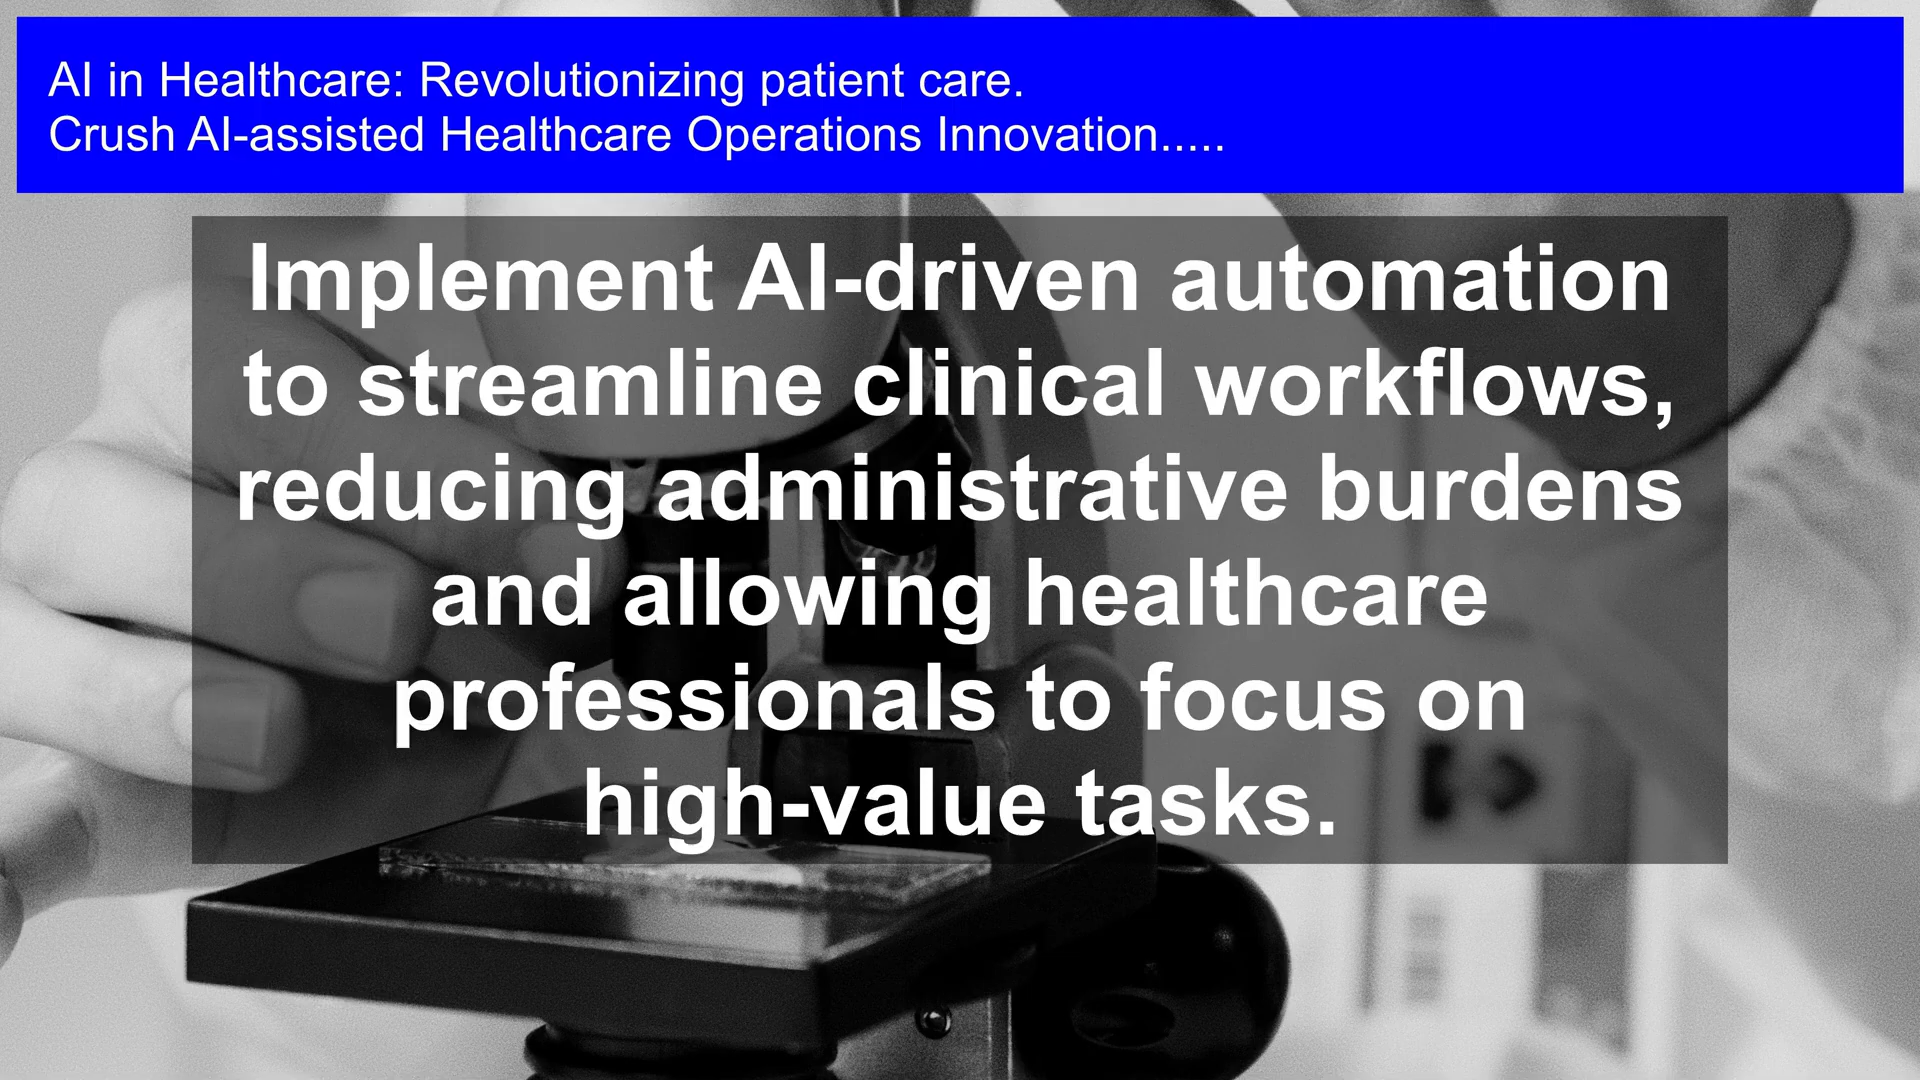 AI in Healthcare: Revolutionizing patient care.
Crush AI-assisted Healthcare Operations Innovation.....
Implement AI-driven automation
to streamline clinical workflows,
reducing administrative burdens
and allowing healthcare
professionals to focus on
high-value tasks.